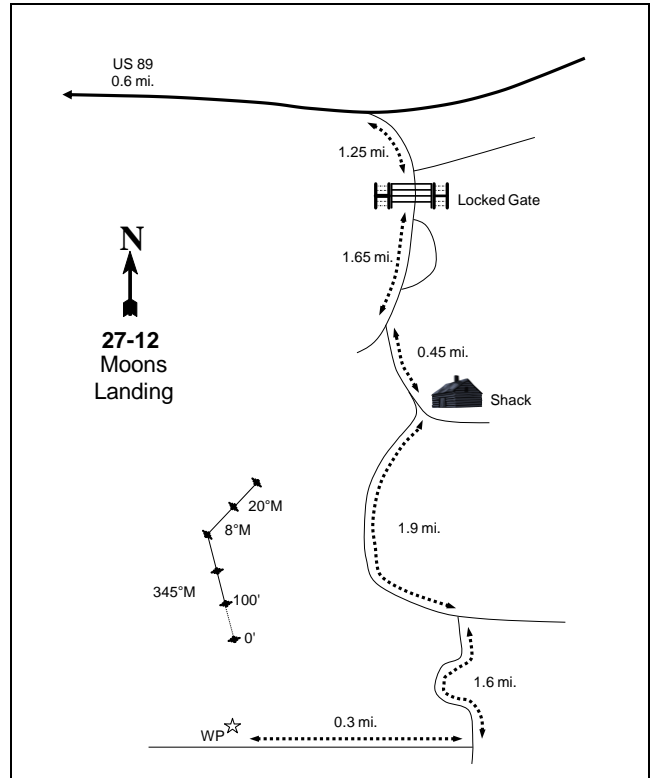 US 89
0.6 mi.
1.25 mi.
Locked Gate
1.65 mi.
N
27-12
Moons
Landing
0.45 mi.
Shack
20°M
8°M
1.9 mi.
345°M
100'
0'
1.6 mi.
WP
0.3 mi.